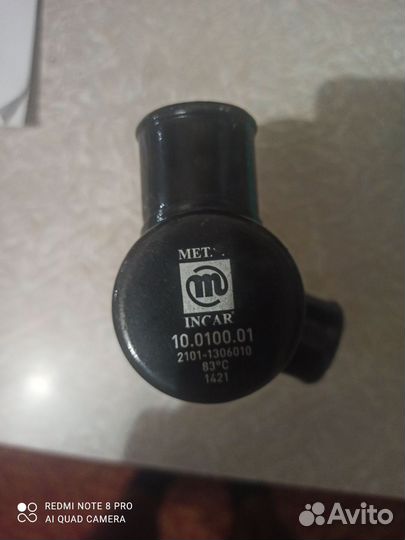 MET
m
INCAR
10.0100.01
2101-1306010
83°C
1421
REDMI NOTE 8 PRO
AI QUAD CAMERA
Avito